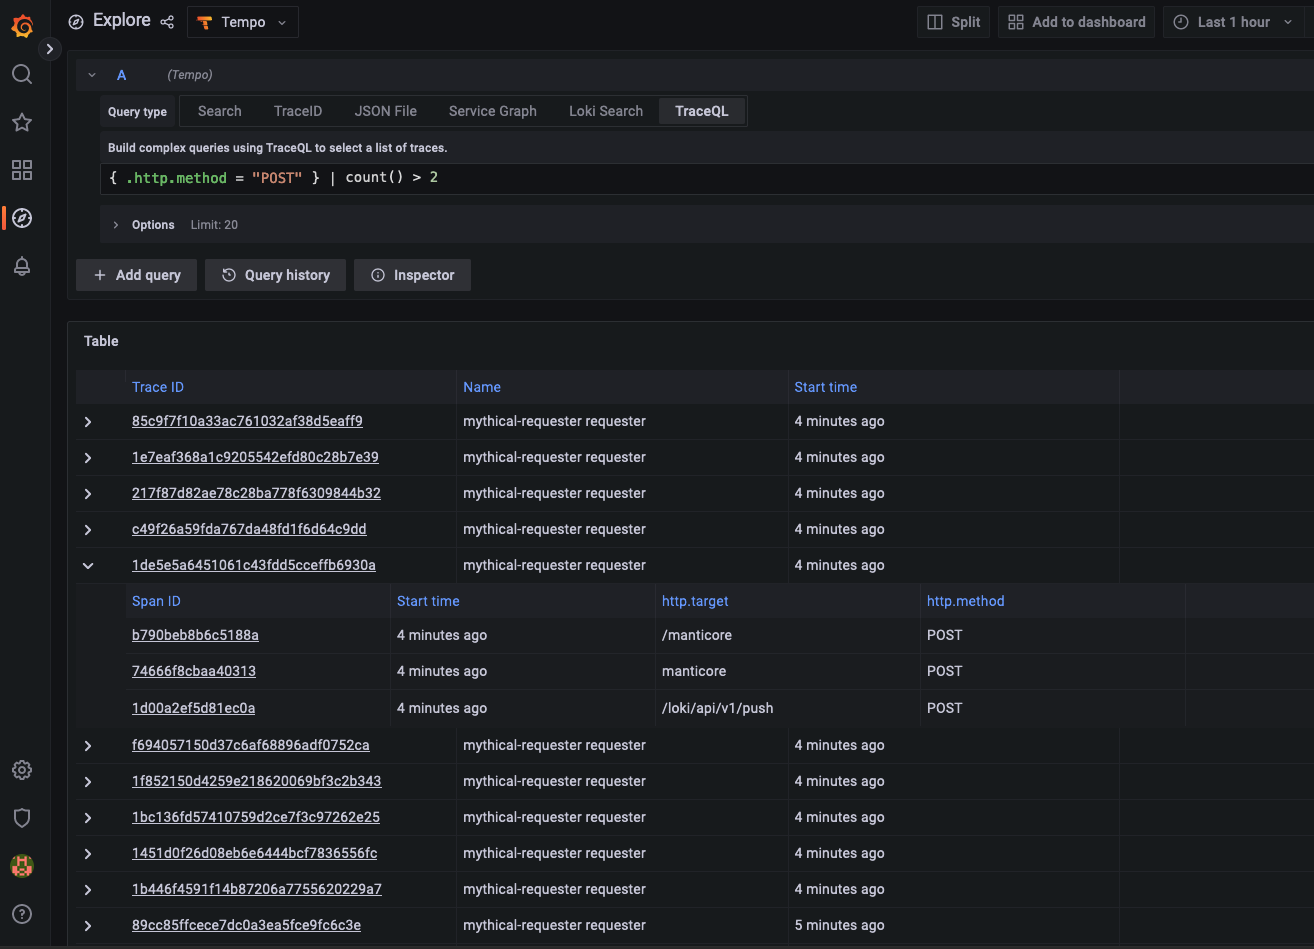 Explore Tempo Split Add to dashboard Last 1 hour
A (Tempo)
Query type Search TraceID JSON File Service Graph Loki Search TraceQL
Build complex queries using TraceQL to select a list of traces.
{ .http.method = "POST" } | count() > 2
Options Limit: 20
Add query Query history Inspector
Table
Trace ID Name Start time
85c9f7f10a33ac761032af38d5eaff9 mythical-requester requester 4 minutes ago
1e7eaf368a1c9205542efd80c28b7e39 mythical-requester requester 4 minutes ago
217f87d82ae78c28ba778f6309844b32 mythical-requester requester 4 minutes ago
c49f26a59fda767da48fd1f6d64c9dd mythical-requester requester 4 minutes ago
1de5e5a6451061c43fdd5cceffb6930a mythical-requester requester 4 minutes ago
Span ID Start time http.target http.method
b790beb8b6c5188a 4 minutes ago /manticore POST
74666f8cbaa40313 4 minutes ago manticore POST
1d00a2ef5d81ec0a 4 minutes ago /loki/api/v1/push POST
f694057150d37c6af68896adf0752ca mythical-requester requester 4 minutes ago
1f852150d4259e218620069bf3c2b343 mythical-requester requester 4 minutes ago
1bc136fd57410759d2ce7f3c97262e25 mythical-requester requester 4 minutes ago
1451d0f26d08eb6e6444bcf7836556fc mythical-requester requester 4 minutes ago
1b446f4591f14b87206a7755620229a7 mythical-requester requester 4 minutes ago
89cc85ffcece7dc0a3ea5fce9fc6c3e mythical-requester requester 5 minutes ago